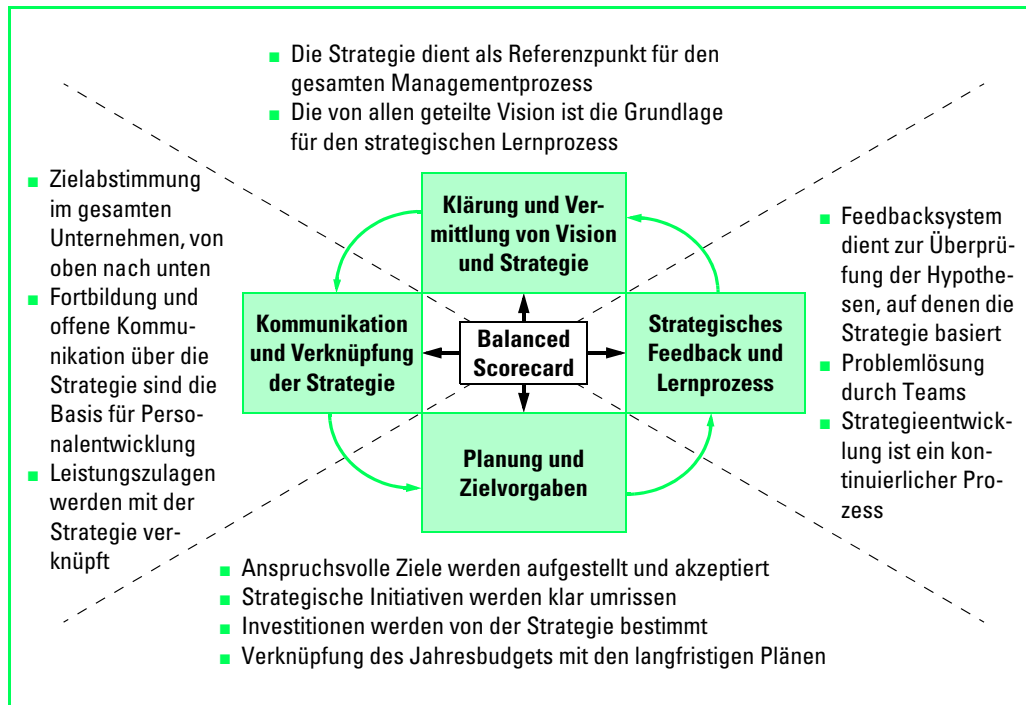 ■ Die Strategie dient als Referenzpunkt für den
gesamten Managementprozess
■ Die von allen geteilte Vision ist die Grundlage
für den strategischen Lernprozess
■ Zielabstimmung
im gesamten
Unternehmen, von
oben nach unten
■ Fortbildung und
offene Kommu-
nikation über die
Strategie sind die
Basis für Perso-
nalentwicklung
■ Leistungszulagen
werden mit der
Strategie ver-
knüpft
Klärung und Ver-
mittlung von Vision
und Strategie
Kommunikation
und Verknüpfung
der Strategie
Balanced
Scorecard
Strategisches
Feedback und
Lernprozess
Planung und
Zielvorgaben
■ Feedbacksystem
dient zur Überprü-
fung der Hypothe-
sen, auf denen die
Strategie basiert
■ Problemlösung
durch Teams
■ Strategieentwick-
lung ist ein kon-
tinuierlicher Pro-
zess
■ Anspruchsvolle Ziele werden aufgestellt und akzeptiert
■ Strategische Initiativen werden klar umrissen
■ Investitionen werden von der Strategie bestimmt
■ Verknüpfung des Jahresbudgets mit den langfristigen Plänen